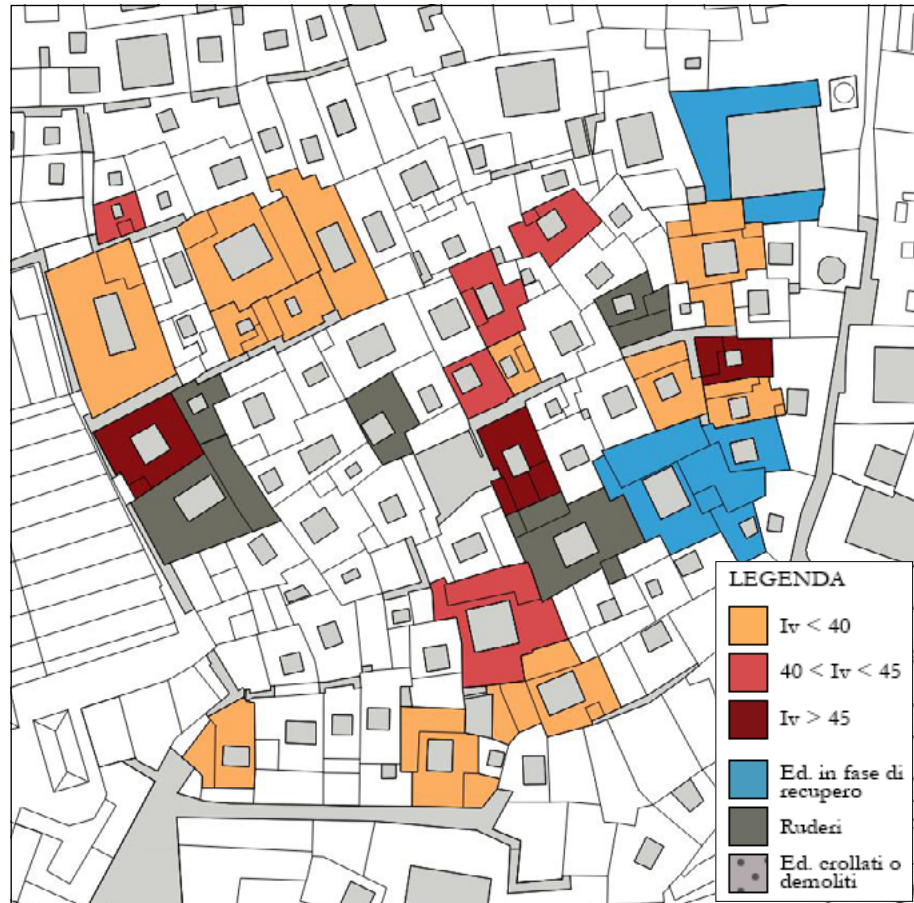 LEGENDA
Iv < 40
40 < Iv < 45
Iv > 45
Ed. in fase di
recupero
Ruderi
Ed. crollati o
demoliti